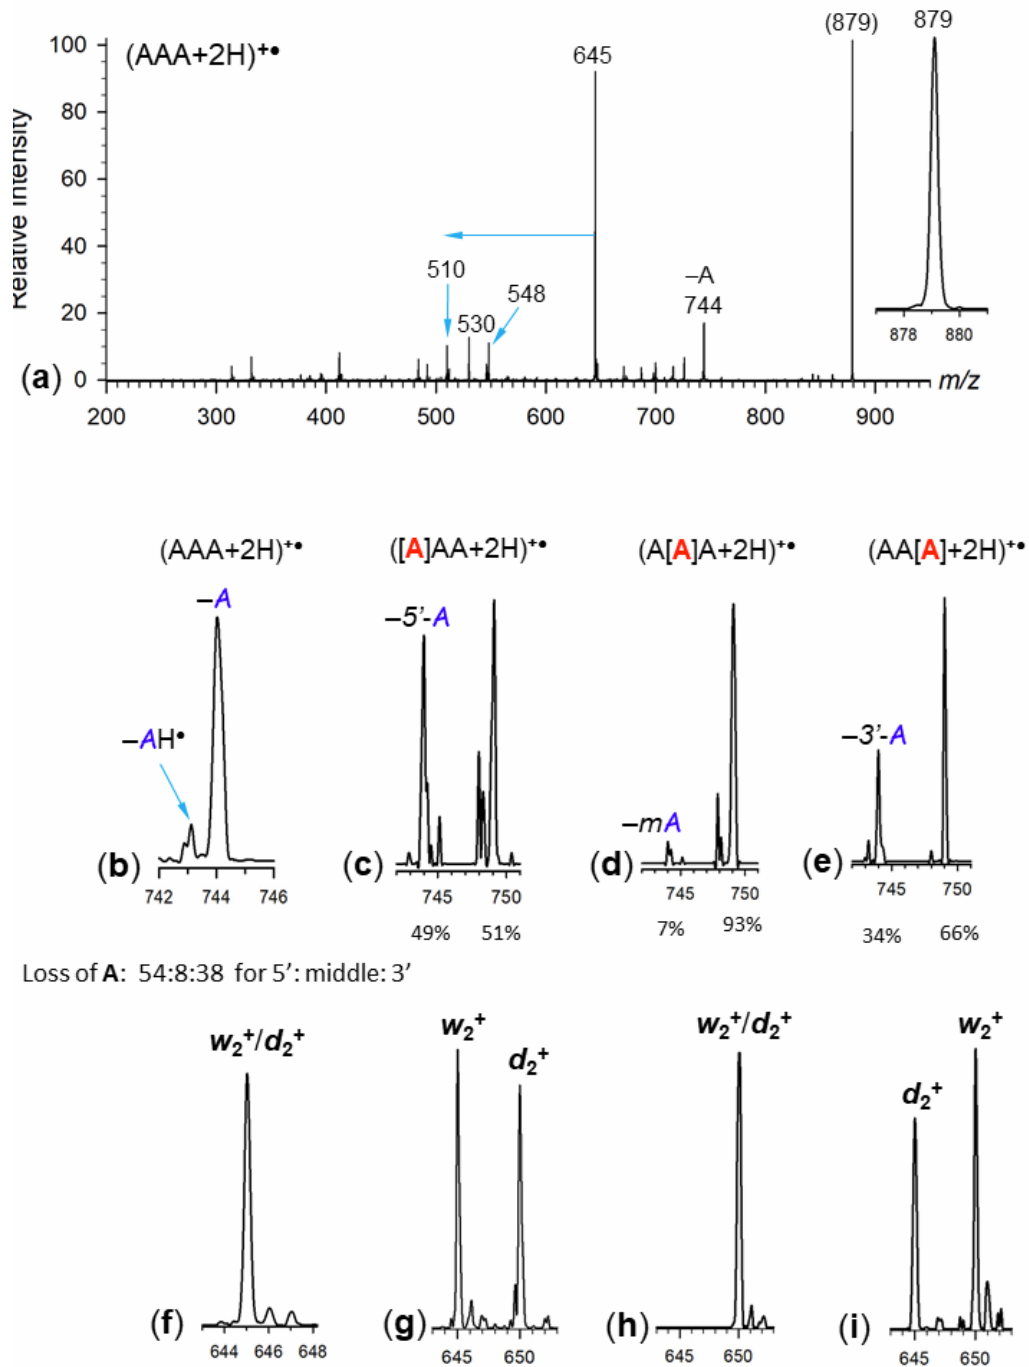 (879) 879
100
(AAA+2H)+•
645
80
60
Relative Intensity
40
510
548
–A
744
530
20
878 880
(a)
0
m/z
200 300 400 500 600 700 800 900
(AAA+2H)+•
([A]AA+2H)+•
(A[A]A+2H)+•
(AA[A]+2H)+•
–A
–5'-A
–3'-A
–AH•
–mA
(b) (c) (d) (e)
742 744 746
745 750
745 750
745 750
49% 51%
7% 93%
34% 66%
Loss of A: 54:8:38 for 5': middle: 3'
w2+/d2+
w2+
d2+
w2+/d2+
w2+
d2+
(f) (g) (h) (i)
644 646 648
645 650
645 650
645 650